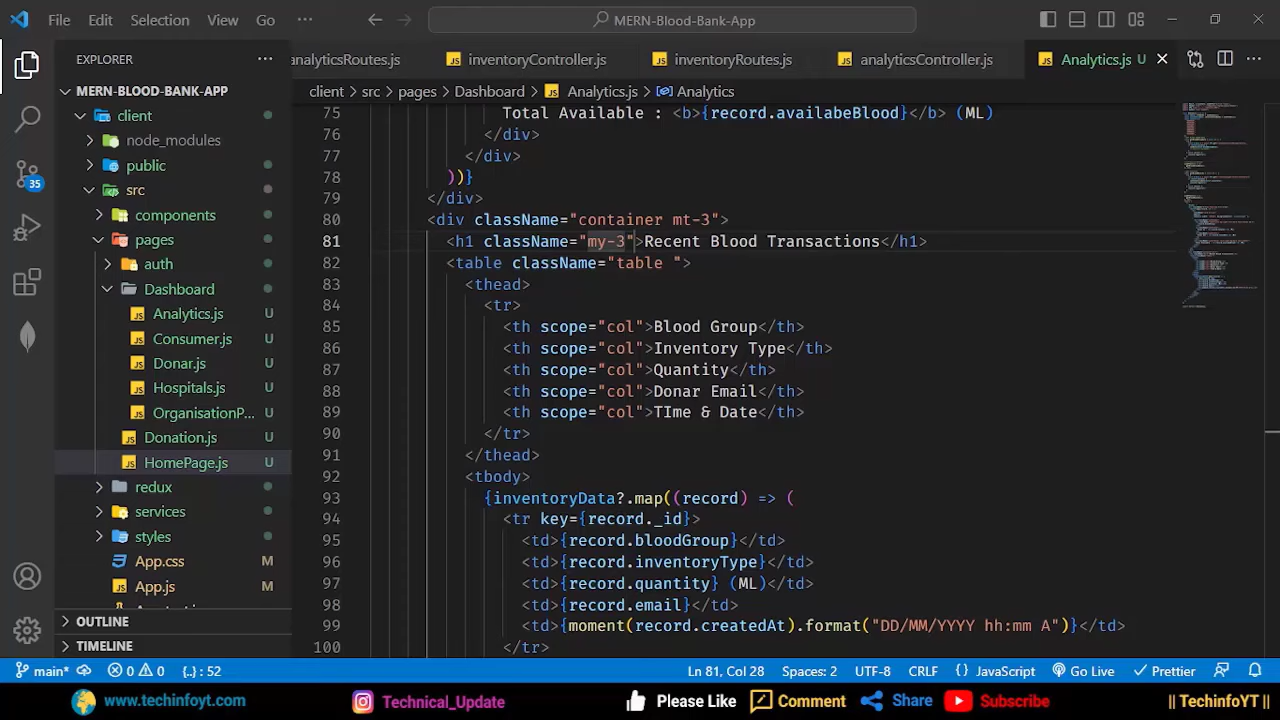 File Edit Selection View Go ··· MERN-Blood-Bank-App
EXPLORER
MERN-BLOOD-BANK-APP
client
node_modules
public
src
components
pages
auth
Dashboard
Analytics.js U
Consumer.js U
Donar.js U
Hospitals.js U
OrganisationP... U
Donation.js U
HomePage.js U
redux
services
styles
App.css M
App.js M
OUTLINE
TIMELINE
35
analyticsRoutes.js inventoryController.js inventoryRoutes.js analyticsController.js Analytics.js U
client > src > pages > Dashboard > Analytics.js > Analytics
75 Total Available : <b>{record.availabeBlood}</b> (ML)
76 </div>
77 </div>
78 ))}
79 </div>
80 <div className="container mt-3">
81 <h1 className="my-3">Recent Blood Transactions</h1>
82 <table className="table ">
83 <thead>
84 <tr>
85 <th scope="col">Blood Group</th>
86 <th scope="col">Inventory Type</th>
87 <th scope="col">Quantity</th>
88 <th scope="col">Donar Email</th>
89 <th scope="col">TIme & Date</th>
90 </tr>
91 </thead>
92 <tbody>
93 {inventoryData?.map((record) => (
94 <tr key={record._id}>
95 <td>{record.bloodGroup}</td>
96 <td>{record.inventoryType}</td>
97 <td>{record.quantity} (ML)</td>
98 <td>{record.email}</td>
99 <td>{moment(record.createdAt).format("DD/MM/YYYY hh:mm A")}</td>
100 </tr>
main* 0 0 {..} : 52 Ln 81, Col 28 Spaces: 2 UTF-8 CRLF {} JavaScript Go Live Prettier
www.techinfoyt.com Technical_Update Please Like Comment Share Subscribe || TechinfoYT ||